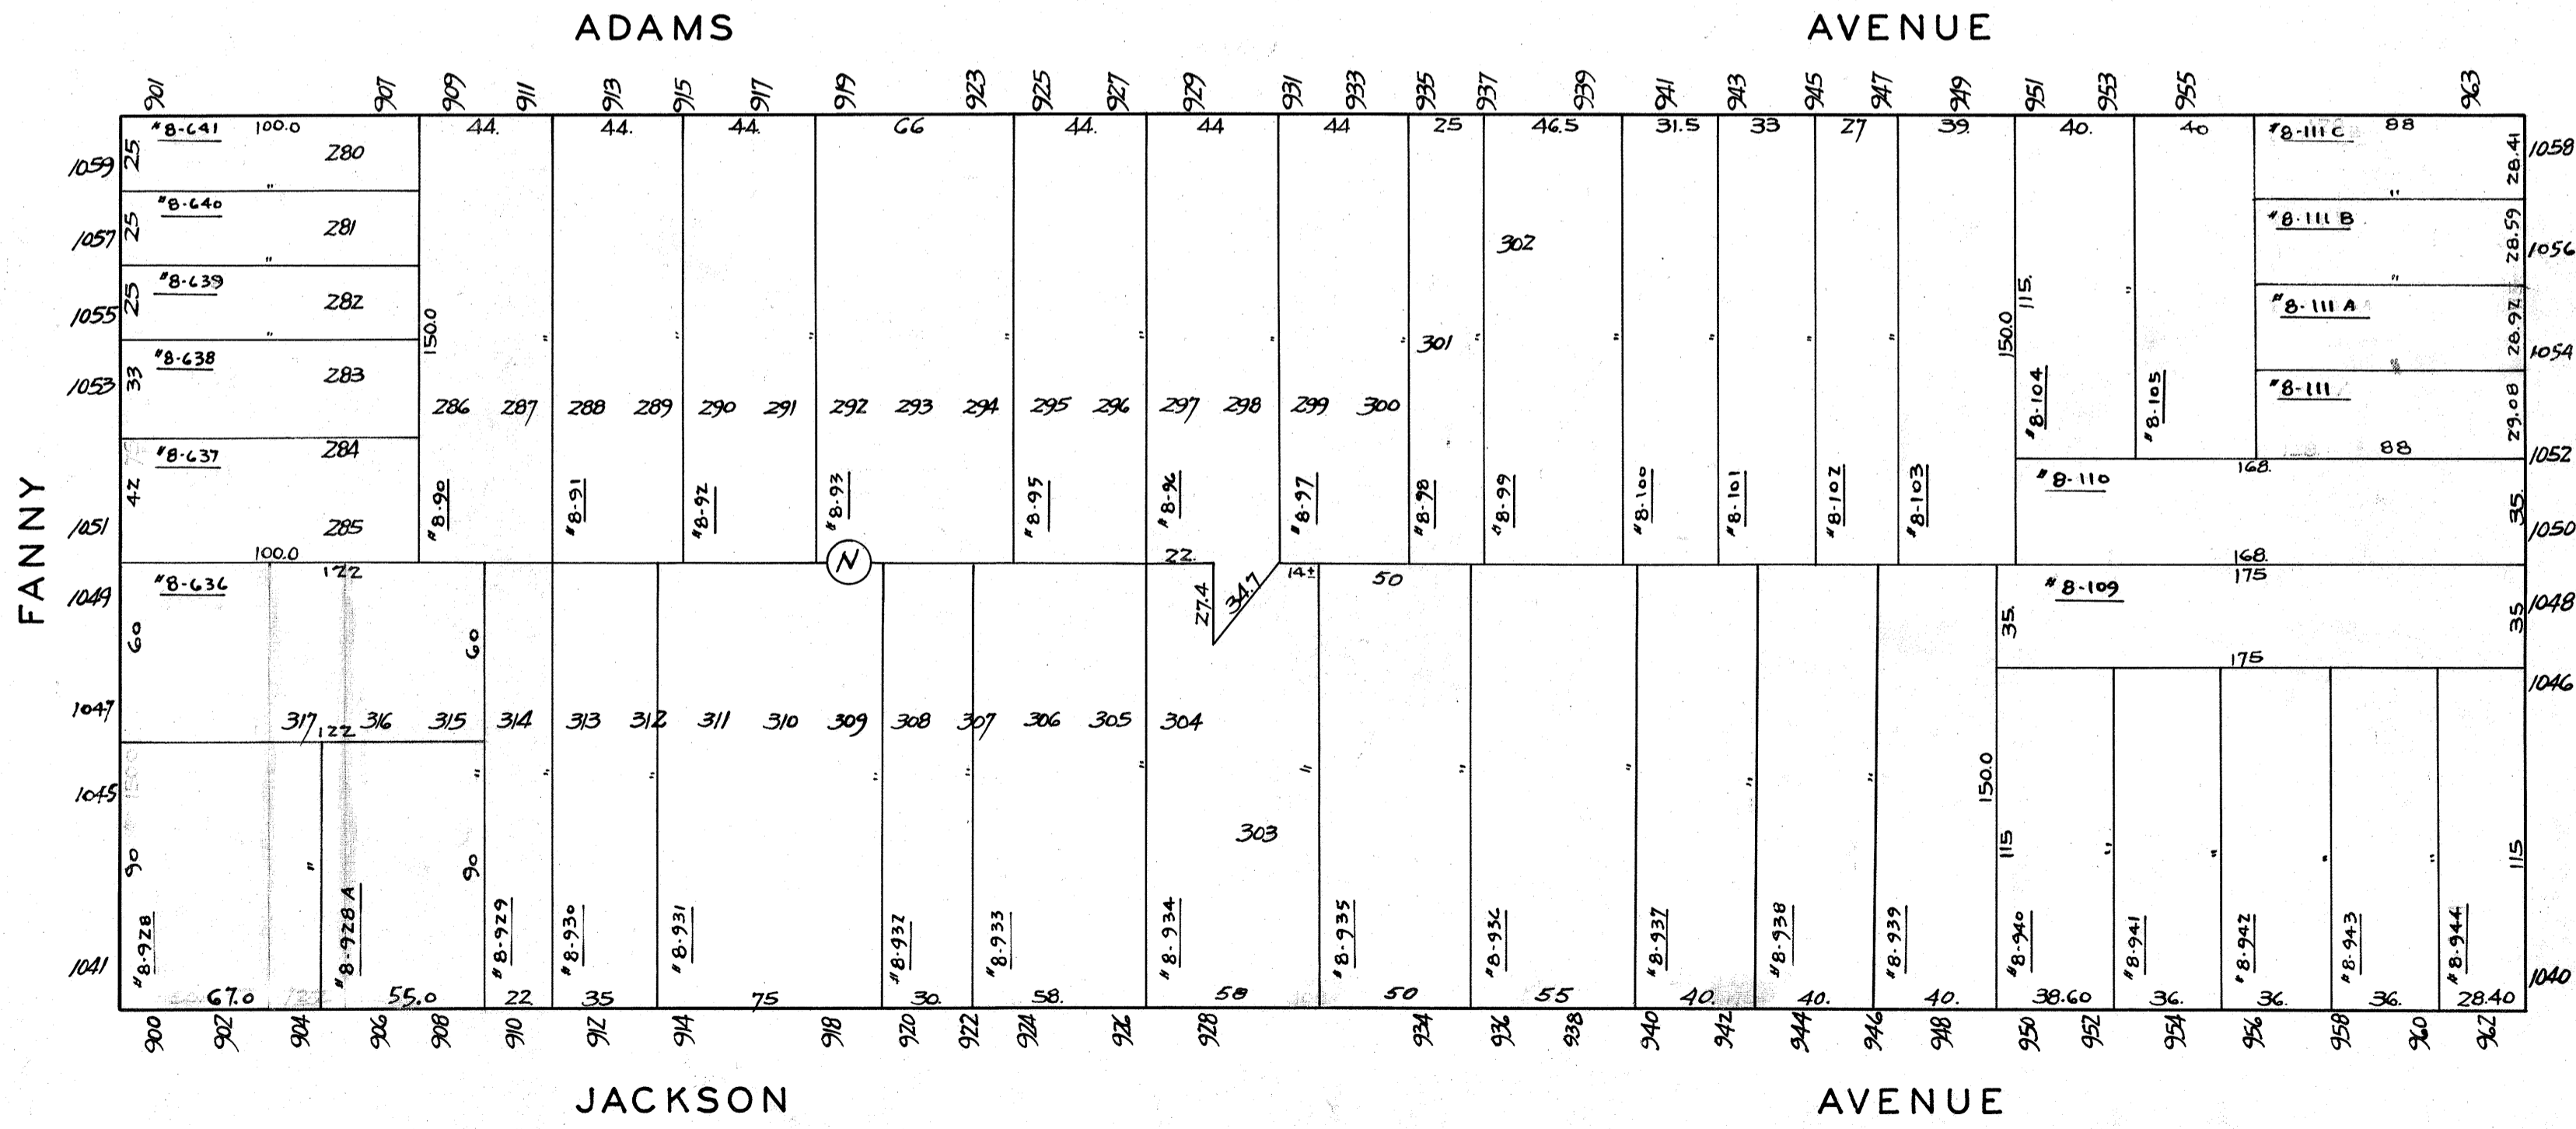 ADAMS AVENUE
901 907 909 911 913 915 917 919 923 925 927 929 931 933 935 937 939 941 943 945 947 949 951 953 955 963
#8-641 100.0 44. 44. 44. 66 44. 44 44 25 46.5 31.5 33 27 39. 40. 40 #8-111 C 88
1059 25 280 28.41 1058
"
#8-640 #8-111 B
1057 25 281 302 28.59 1056
"
#8-639 #8-111 A
1055 25 282 150.0 " " " " " " " 301 " " " " " 150.0 115. " 28.92 1054
"
#8-638 #8-111
1053 33 283 29.08
286 287 288 289 290 291 292 293 294 295 296 297 298 299 300
#8-104 #8-105
284 88 1052
#8-637 168.
42 #8-110 35.
#8-90 #8-91 #8-92 #8-93 #8-95 #8-96 #8-97 #8-98 #8-99 #8-100 #8-101 #8-102 #8-103
1051 285 1050
100.0 N 22. 168.
FANNY
122 14± 50 175
#8-636 #8-109
1049 27.4 34.7 35. 35 1048
60 60
175
1046
1047 317 316 315 314 313 312 311 310 309 308 307 306 305 304
122
1045 " " " " " " " " " " " 150.0
303
90 " 90 115 " " " " 115
#8-928 #8-928 A #8-929 #8-930 #8-931 #8-932 #8-933 #8-934 #8-935 #8-936 #8-937 #8-938 #8-939 #8-940 #8-941 #8-942 #8-943 #8-944
1041 1040
67.0 55.0 22. 35 75 30. 58. 58 50 55 40. 40. 40. 38.60 36. 36. 36. 28.40
900 902 904 906 908 910 912 914 918 920 922 924 926 928 934 936 938 940 942 944 946 948 950 952 954 956 958 960 962
JACKSON AVENUE